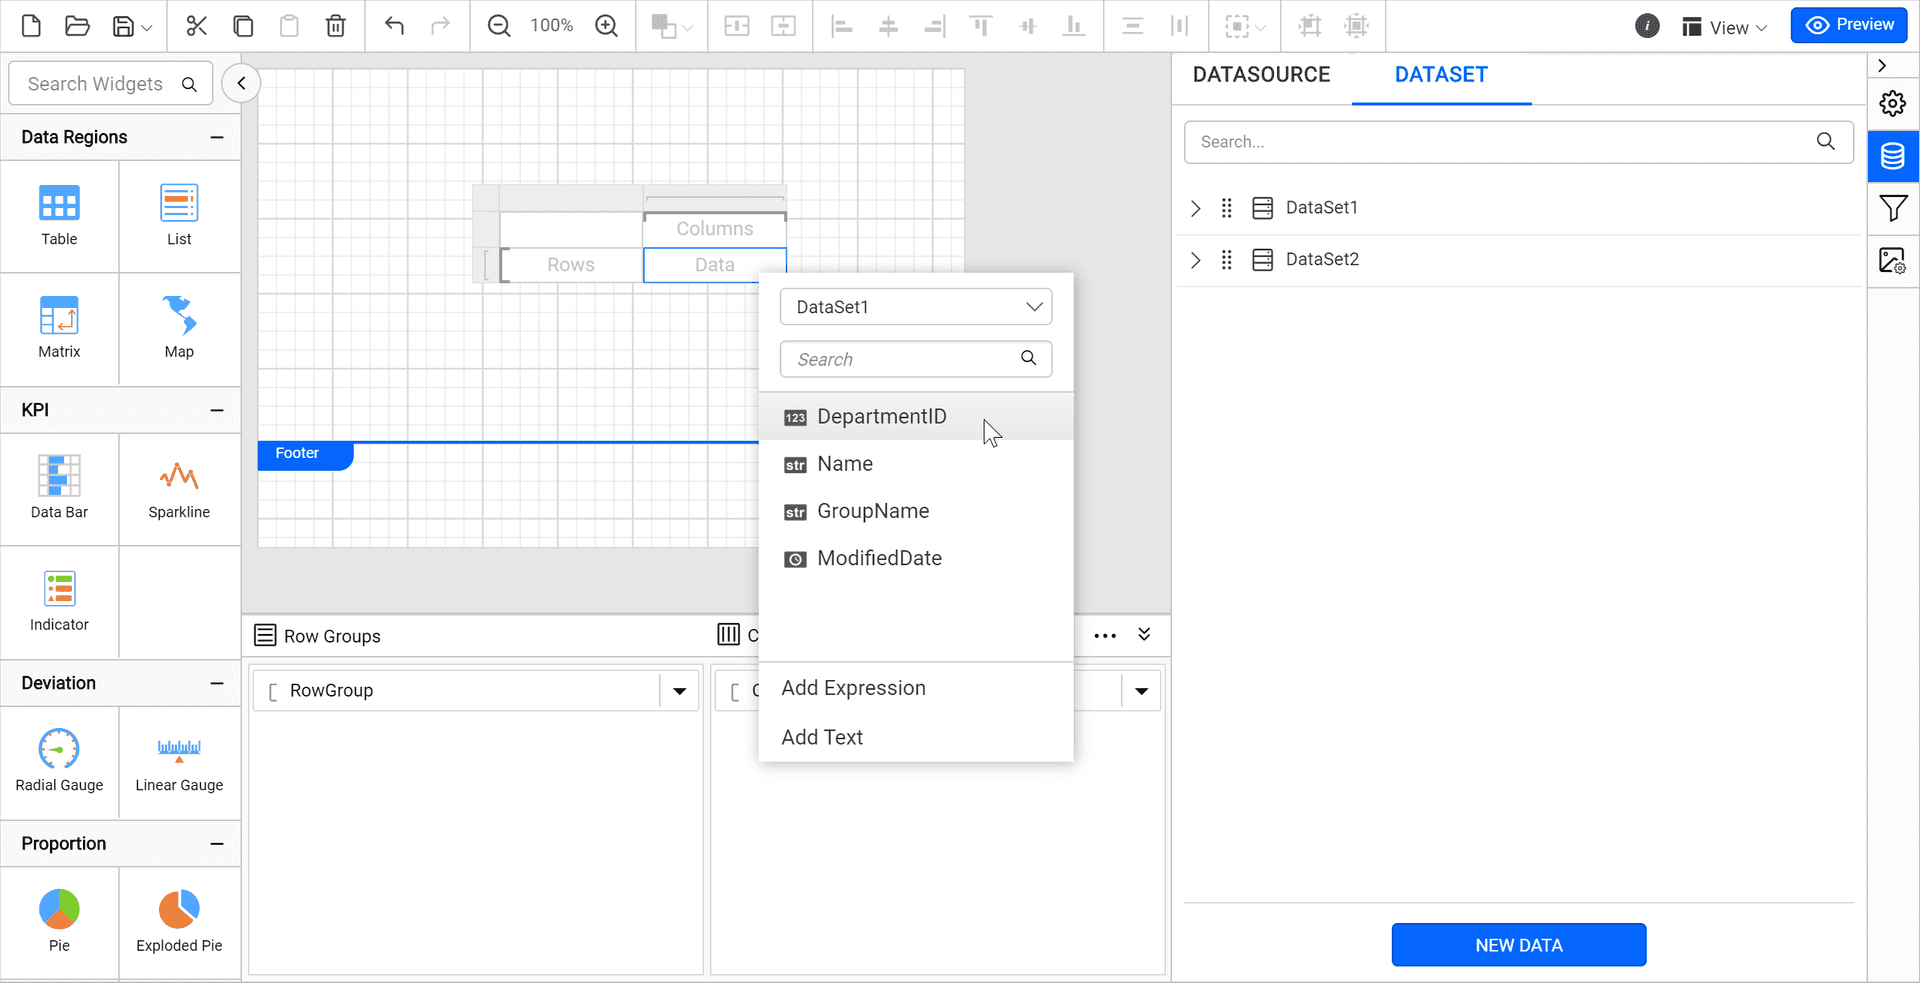 100%
View
Preview
Search Widgets
Data Regions
Table
List
Matrix
Map
KPI
Data Bar
Sparkline
Indicator
Deviation
Radial Gauge
Linear Gauge
Proportion
Pie
Exploded Pie
Columns
Rows
Data
Footer
DataSet1
Search
123 DepartmentID
str Name
str GroupName
ModifiedDate
Add Expression
Add Text
Row Groups
C
RowGroup
DATASOURCE
DATASET
Search...
DataSet1
DataSet2
NEW DATA